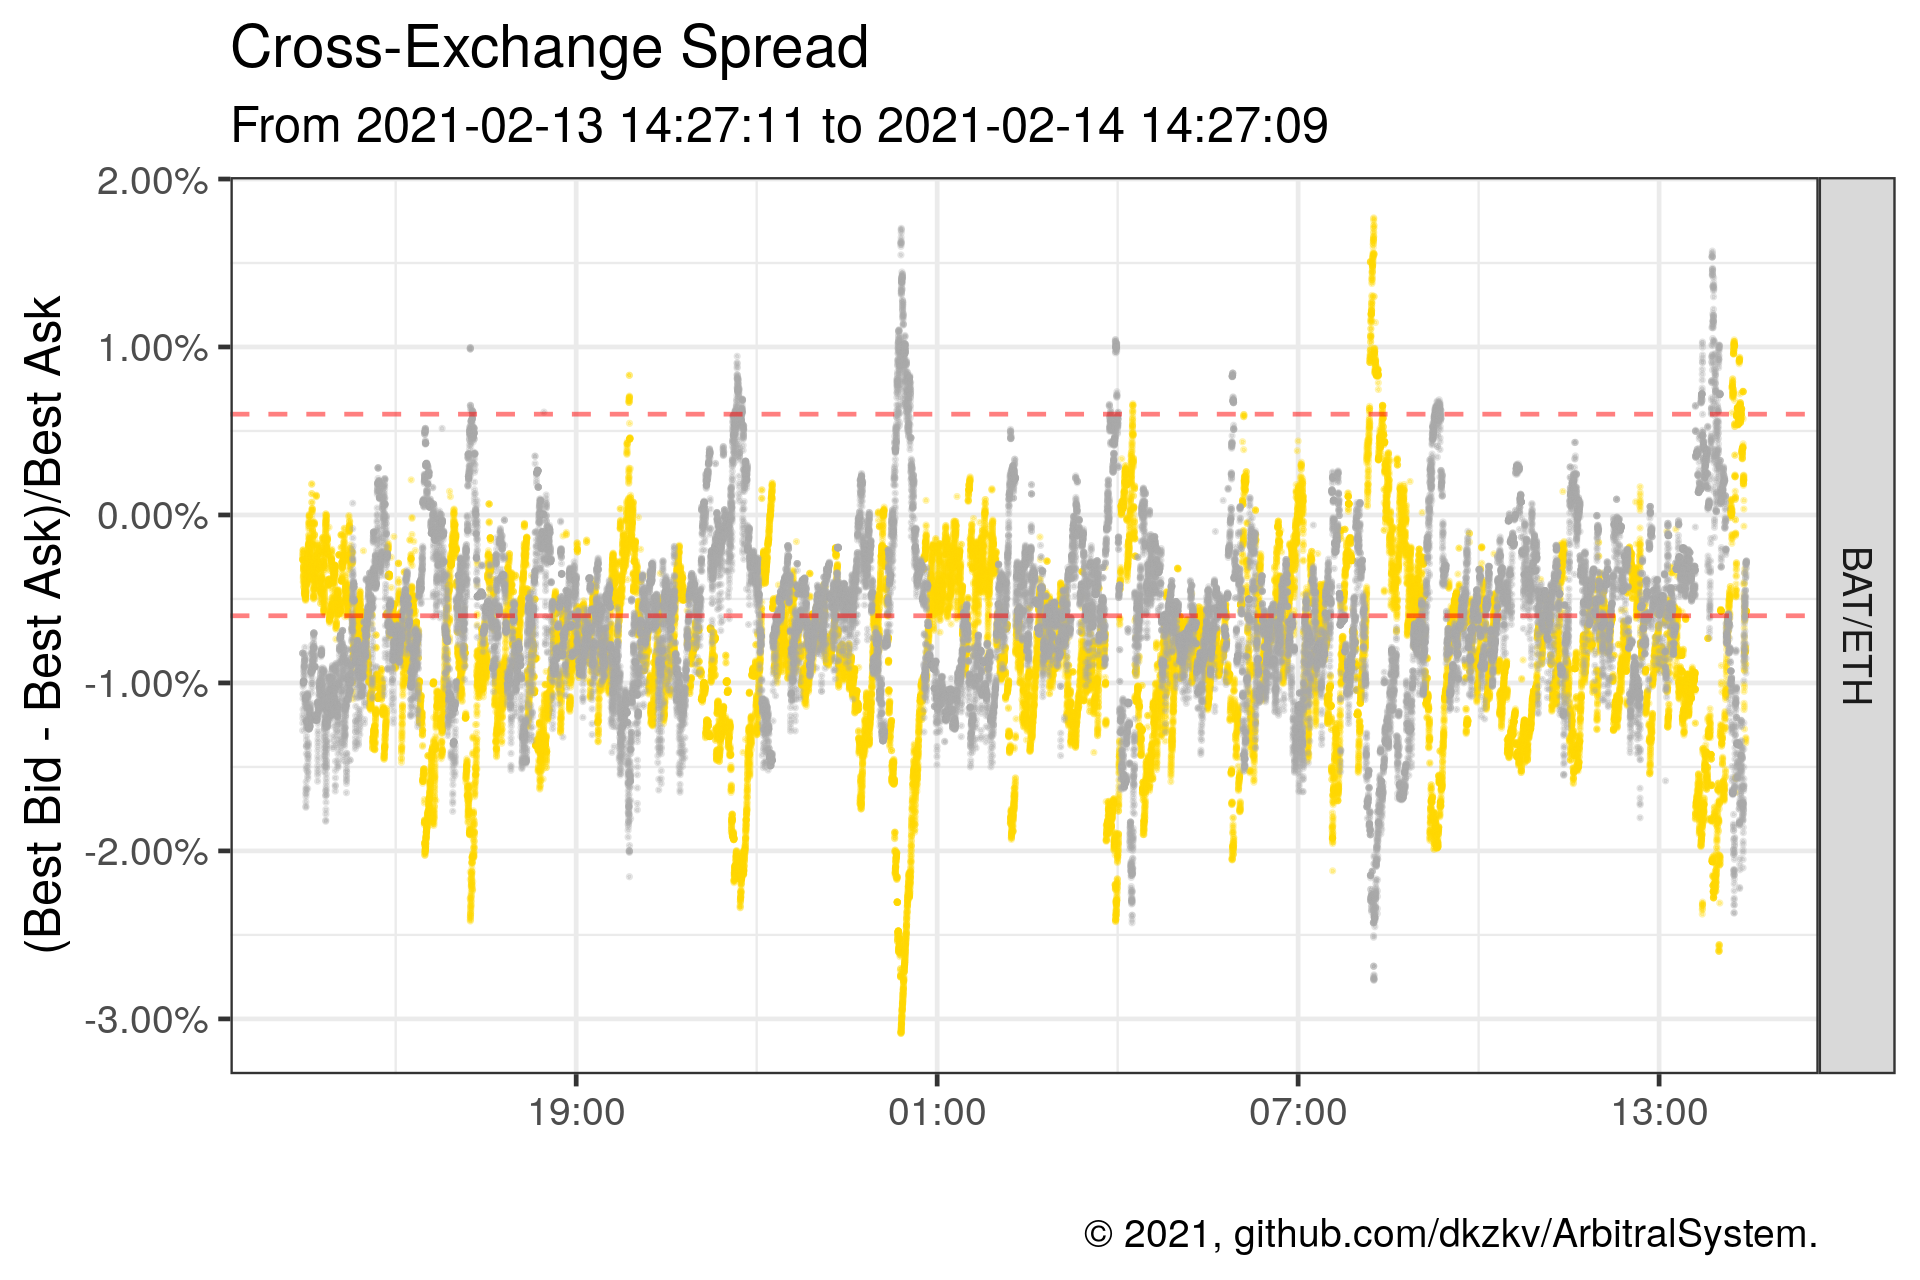 Cross-Exchange Spread
From 2021-02-13 14:27:11 to 2021-02-14 14:27:09
(Best Bid - Best Ask)/Best Ask
2.00%
1.00%
0.00%
-1.00%
-2.00%
-3.00%
BAT/ETH
19:00
01:00
07:00
13:00
© 2021, github.com/dkzkv/ArbitralSystem.